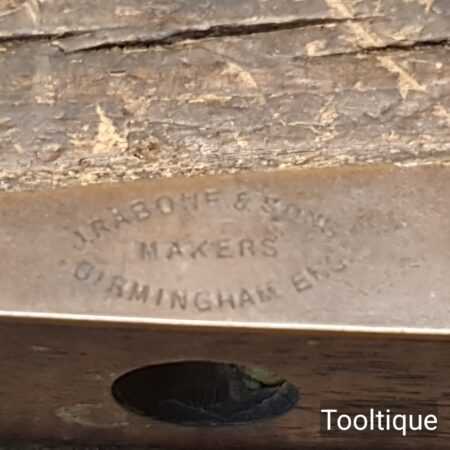 J.RABONE & SONS
MAKERS
BIRMINGHAM ENG
Tooltique